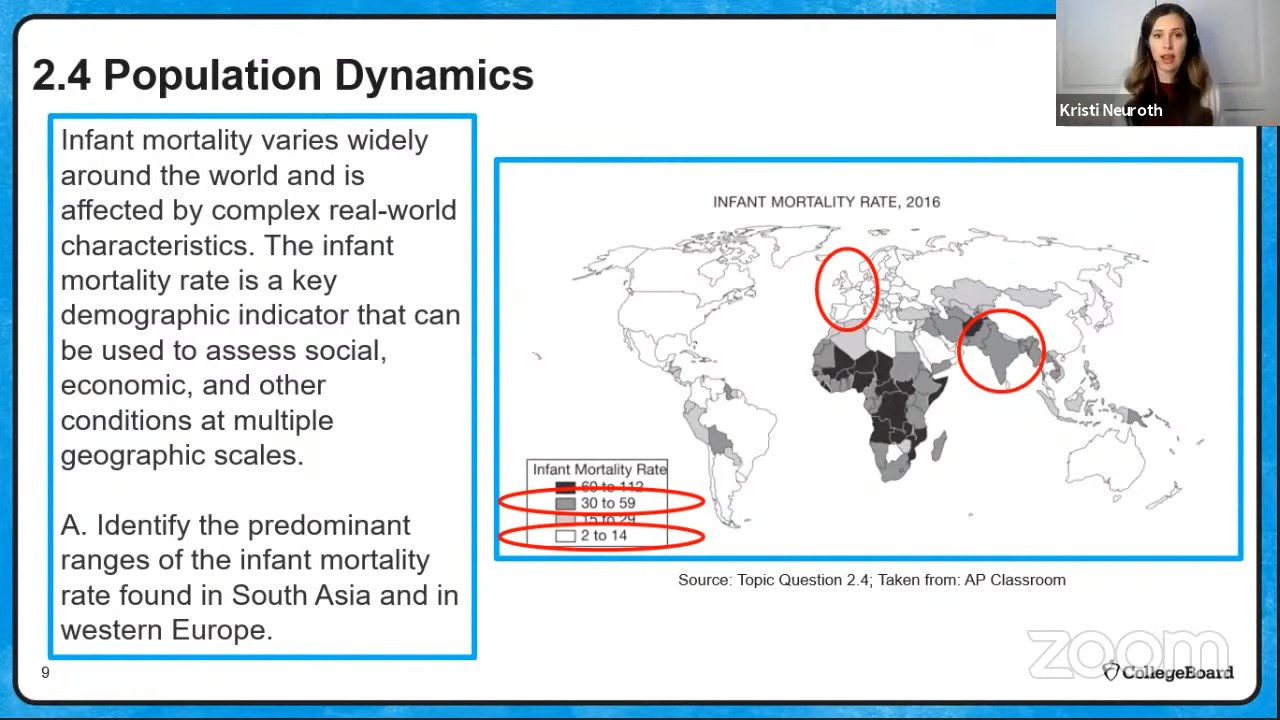 2.4 Population Dynamics
Kristi Neuroth
Infant mortality varies widely
around the world and is
affected by complex real-world
characteristics. The infant
mortality rate is a key
demographic indicator that can
be used to assess social,
economic, and other
conditions at multiple
geographic scales.
A. Identify the predominant
ranges of the infant mortality
rate found in South Asia and in
western Europe.
INFANT MORTALITY RATE, 2016
Infant Mortality Rate
60 to 112
30 to 59
15 to 29
2 to 14
Source: Topic Question 2.4; Taken from: AP Classroom
9
zoom
CollegeBoard